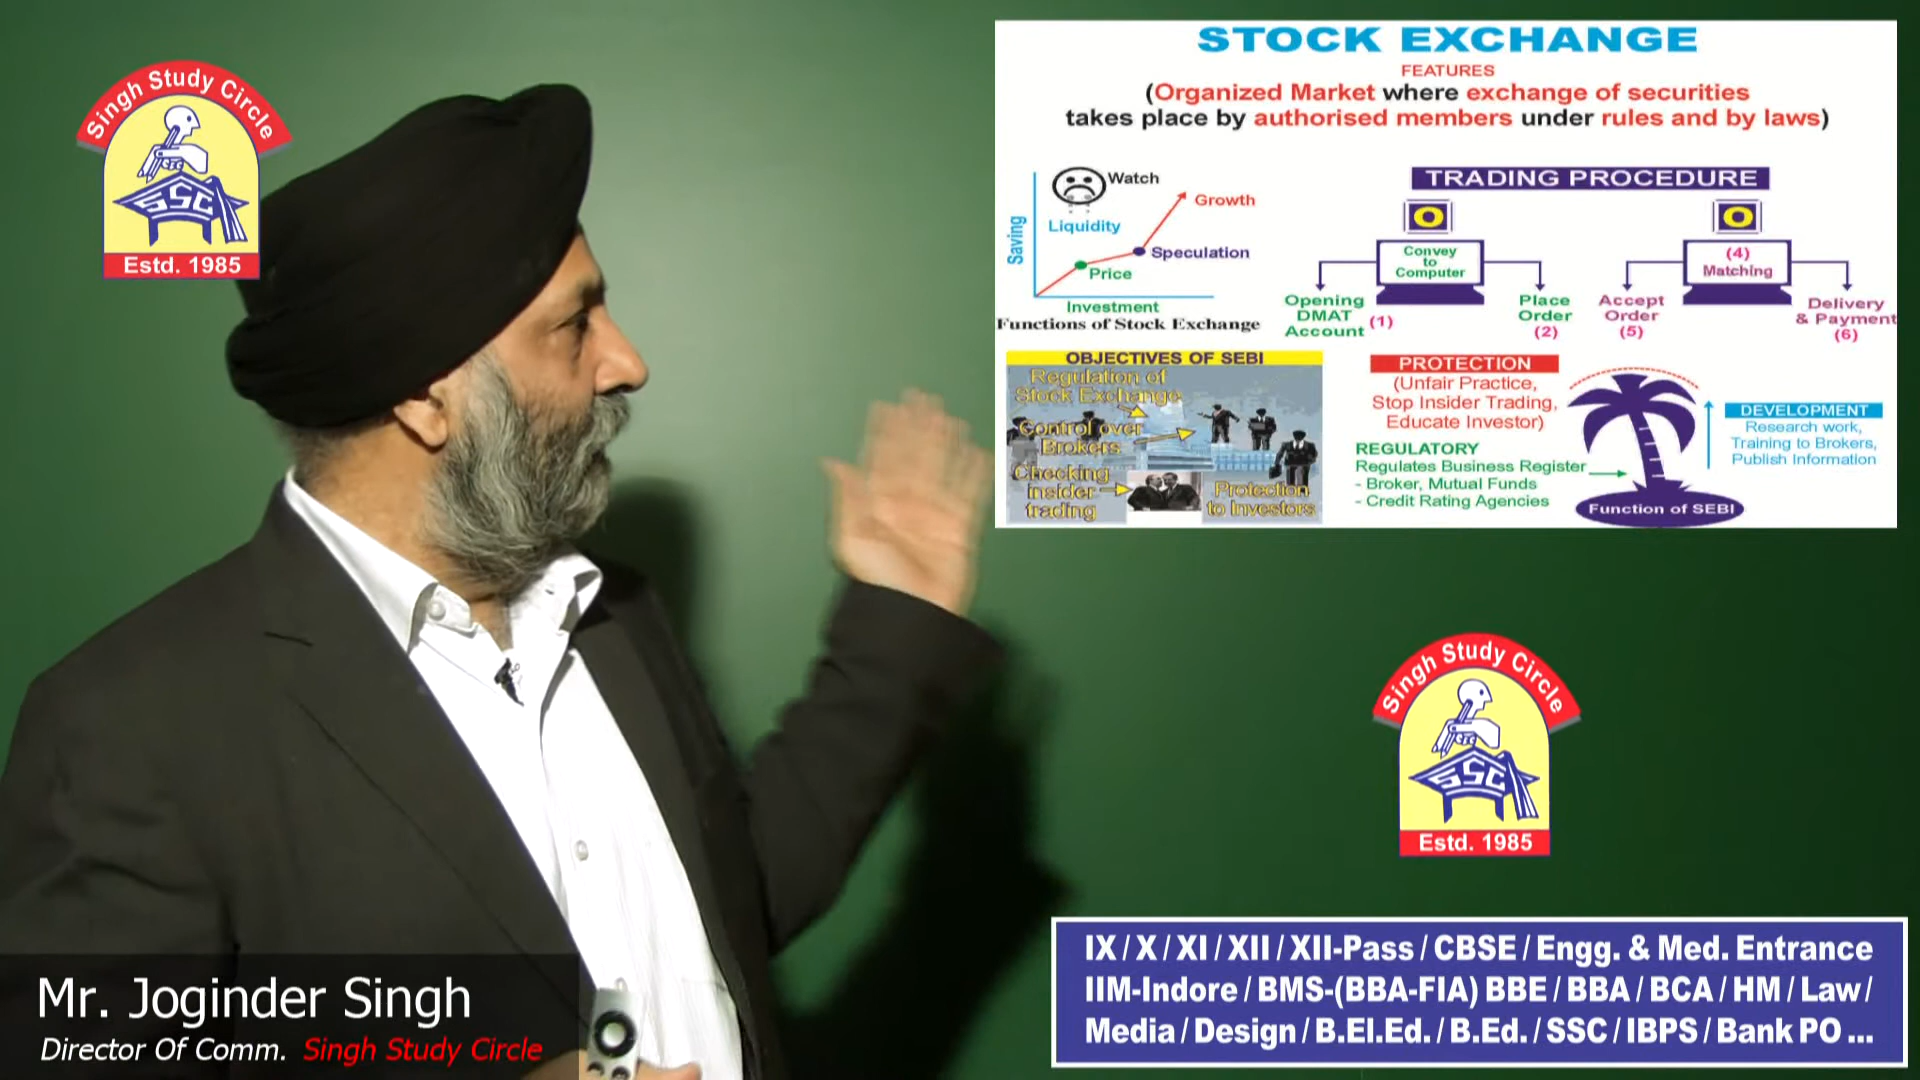 Singh Study Circle
SSC
Estd. 1985
STOCK EXCHANGE
FEATURES
(Organized Market where exchange of securities
takes place by authorised members under rules and by laws)
Saving
Watch
Growth
Liquidity
Speculation
Price
Investment
Functions of Stock Exchange
TRADING PROCEDURE
Convey
to
Computer
Opening
DMAT
Account
(1)
Place
Order
(2)
(4)
Matching
Accept
Order
(5)
Delivery
& Payment
(6)
OBJECTIVES OF SEBI
Regulation of
Stock Exchange
Control over
Brokers
Checking
insider
trading
Protection
to Investors
PROTECTION
(Unfair Practice,
Stop Insider Trading,
Educate Investor)
REGULATORY
Regulates Business Register
- Broker, Mutual Funds
- Credit Rating Agencies
DEVELOPMENT
Research work,
Training to Brokers,
Publish Information
Function of SEBI
Singh Study Circle
SSC
Estd. 1985
Mr. Joginder Singh
Director Of Comm. Singh Study Circle
IX / X / XI / XII / XII-Pass / CBSE / Engg. & Med. Entrance
IIM-Indore / BMS-(BBA-FIA) BBE / BBA / BCA / HM / Law /
Media / Design / B.El.Ed. / B.Ed. / SSC / IBPS / Bank PO ...